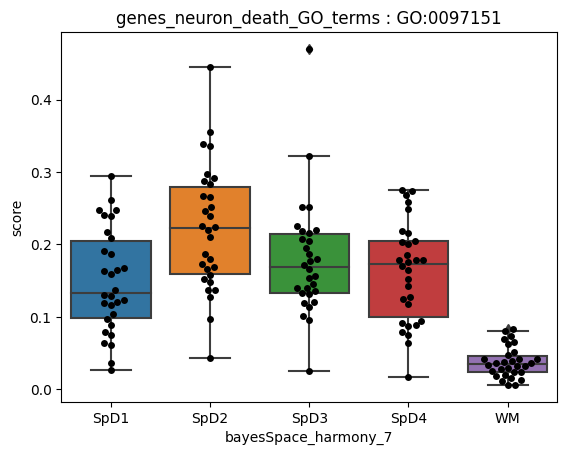 genes_neuron_death_GO_terms : GO:0097151
score
0.4
0.3
0.2
0.1
0.0
SpD1 SpD2 SpD3 SpD4 WM
bayesSpace_harmony_7